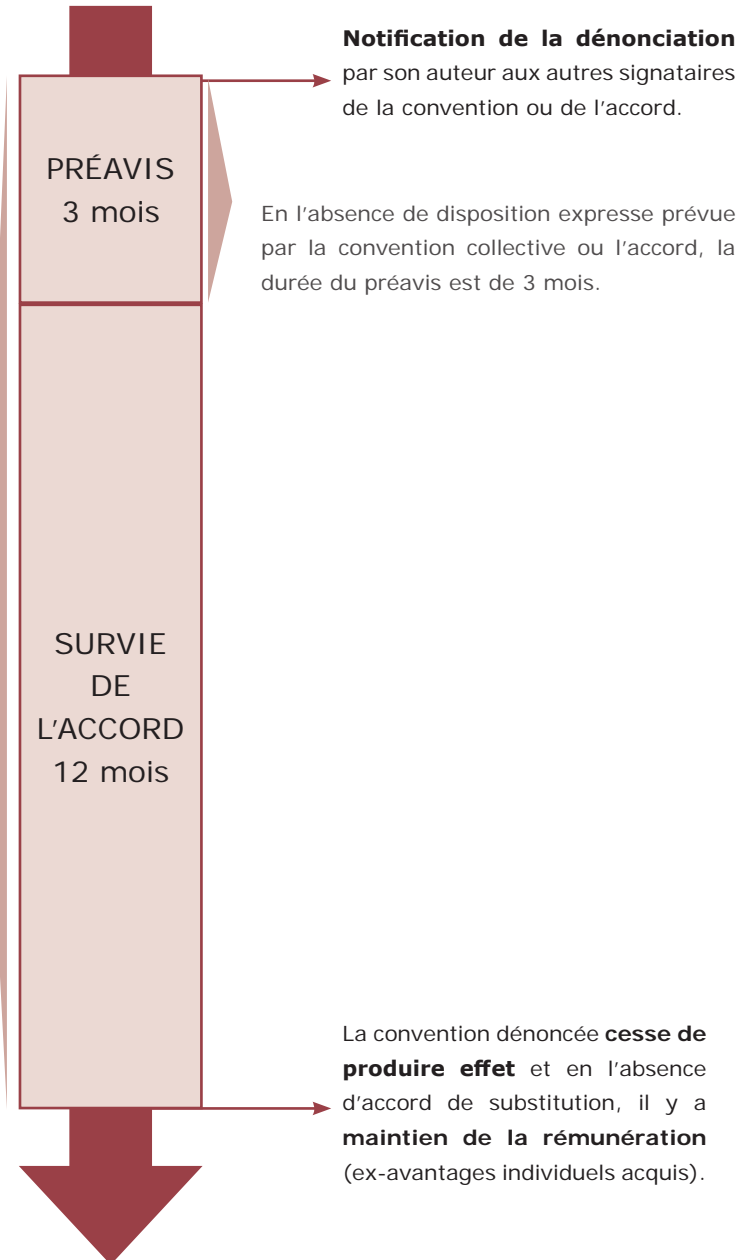 Notification de la dénonciation
par son auteur aux autres signataires
de la convention ou de l'accord.
PRÉAVIS
3 mois
En l'absence de disposition expresse prévue
par la convention collective ou l'accord, la
durée du préavis est de 3 mois.
SURVIE
DE
L'ACCORD
12 mois
La convention dénoncée cesse de
produire effet et en l'absence
d'accord de substitution, il y a
maintien de la rémunération
(ex-avantages individuels acquis).